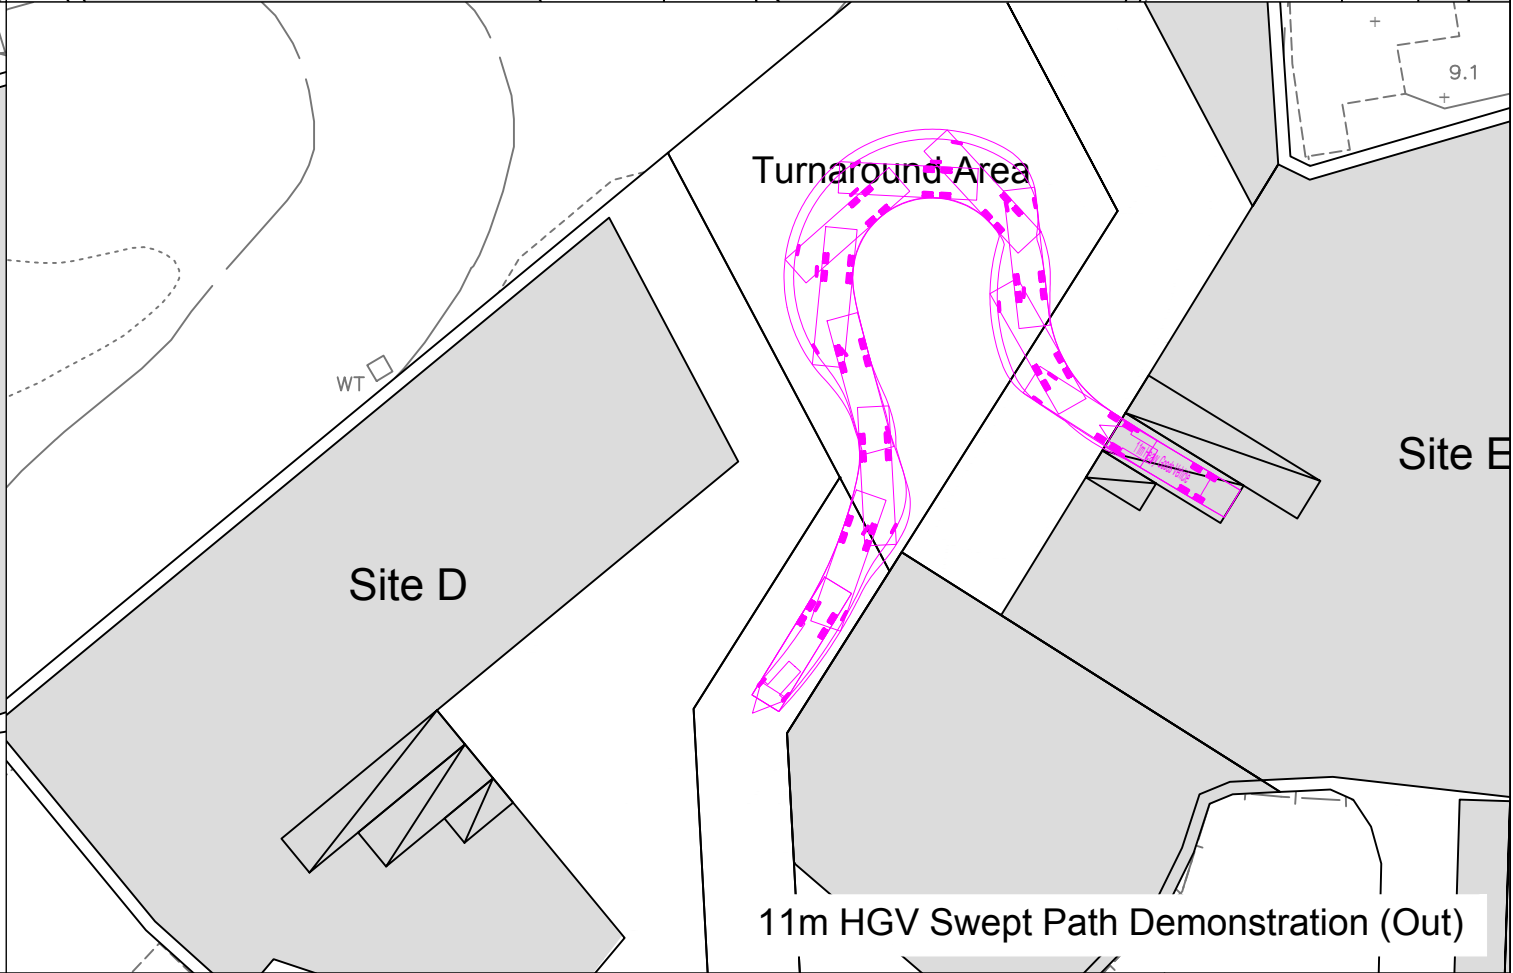 9.1
Turnaround Area
WT
Site E
Site D
11m HGV Swept Path Demonstration (Out)